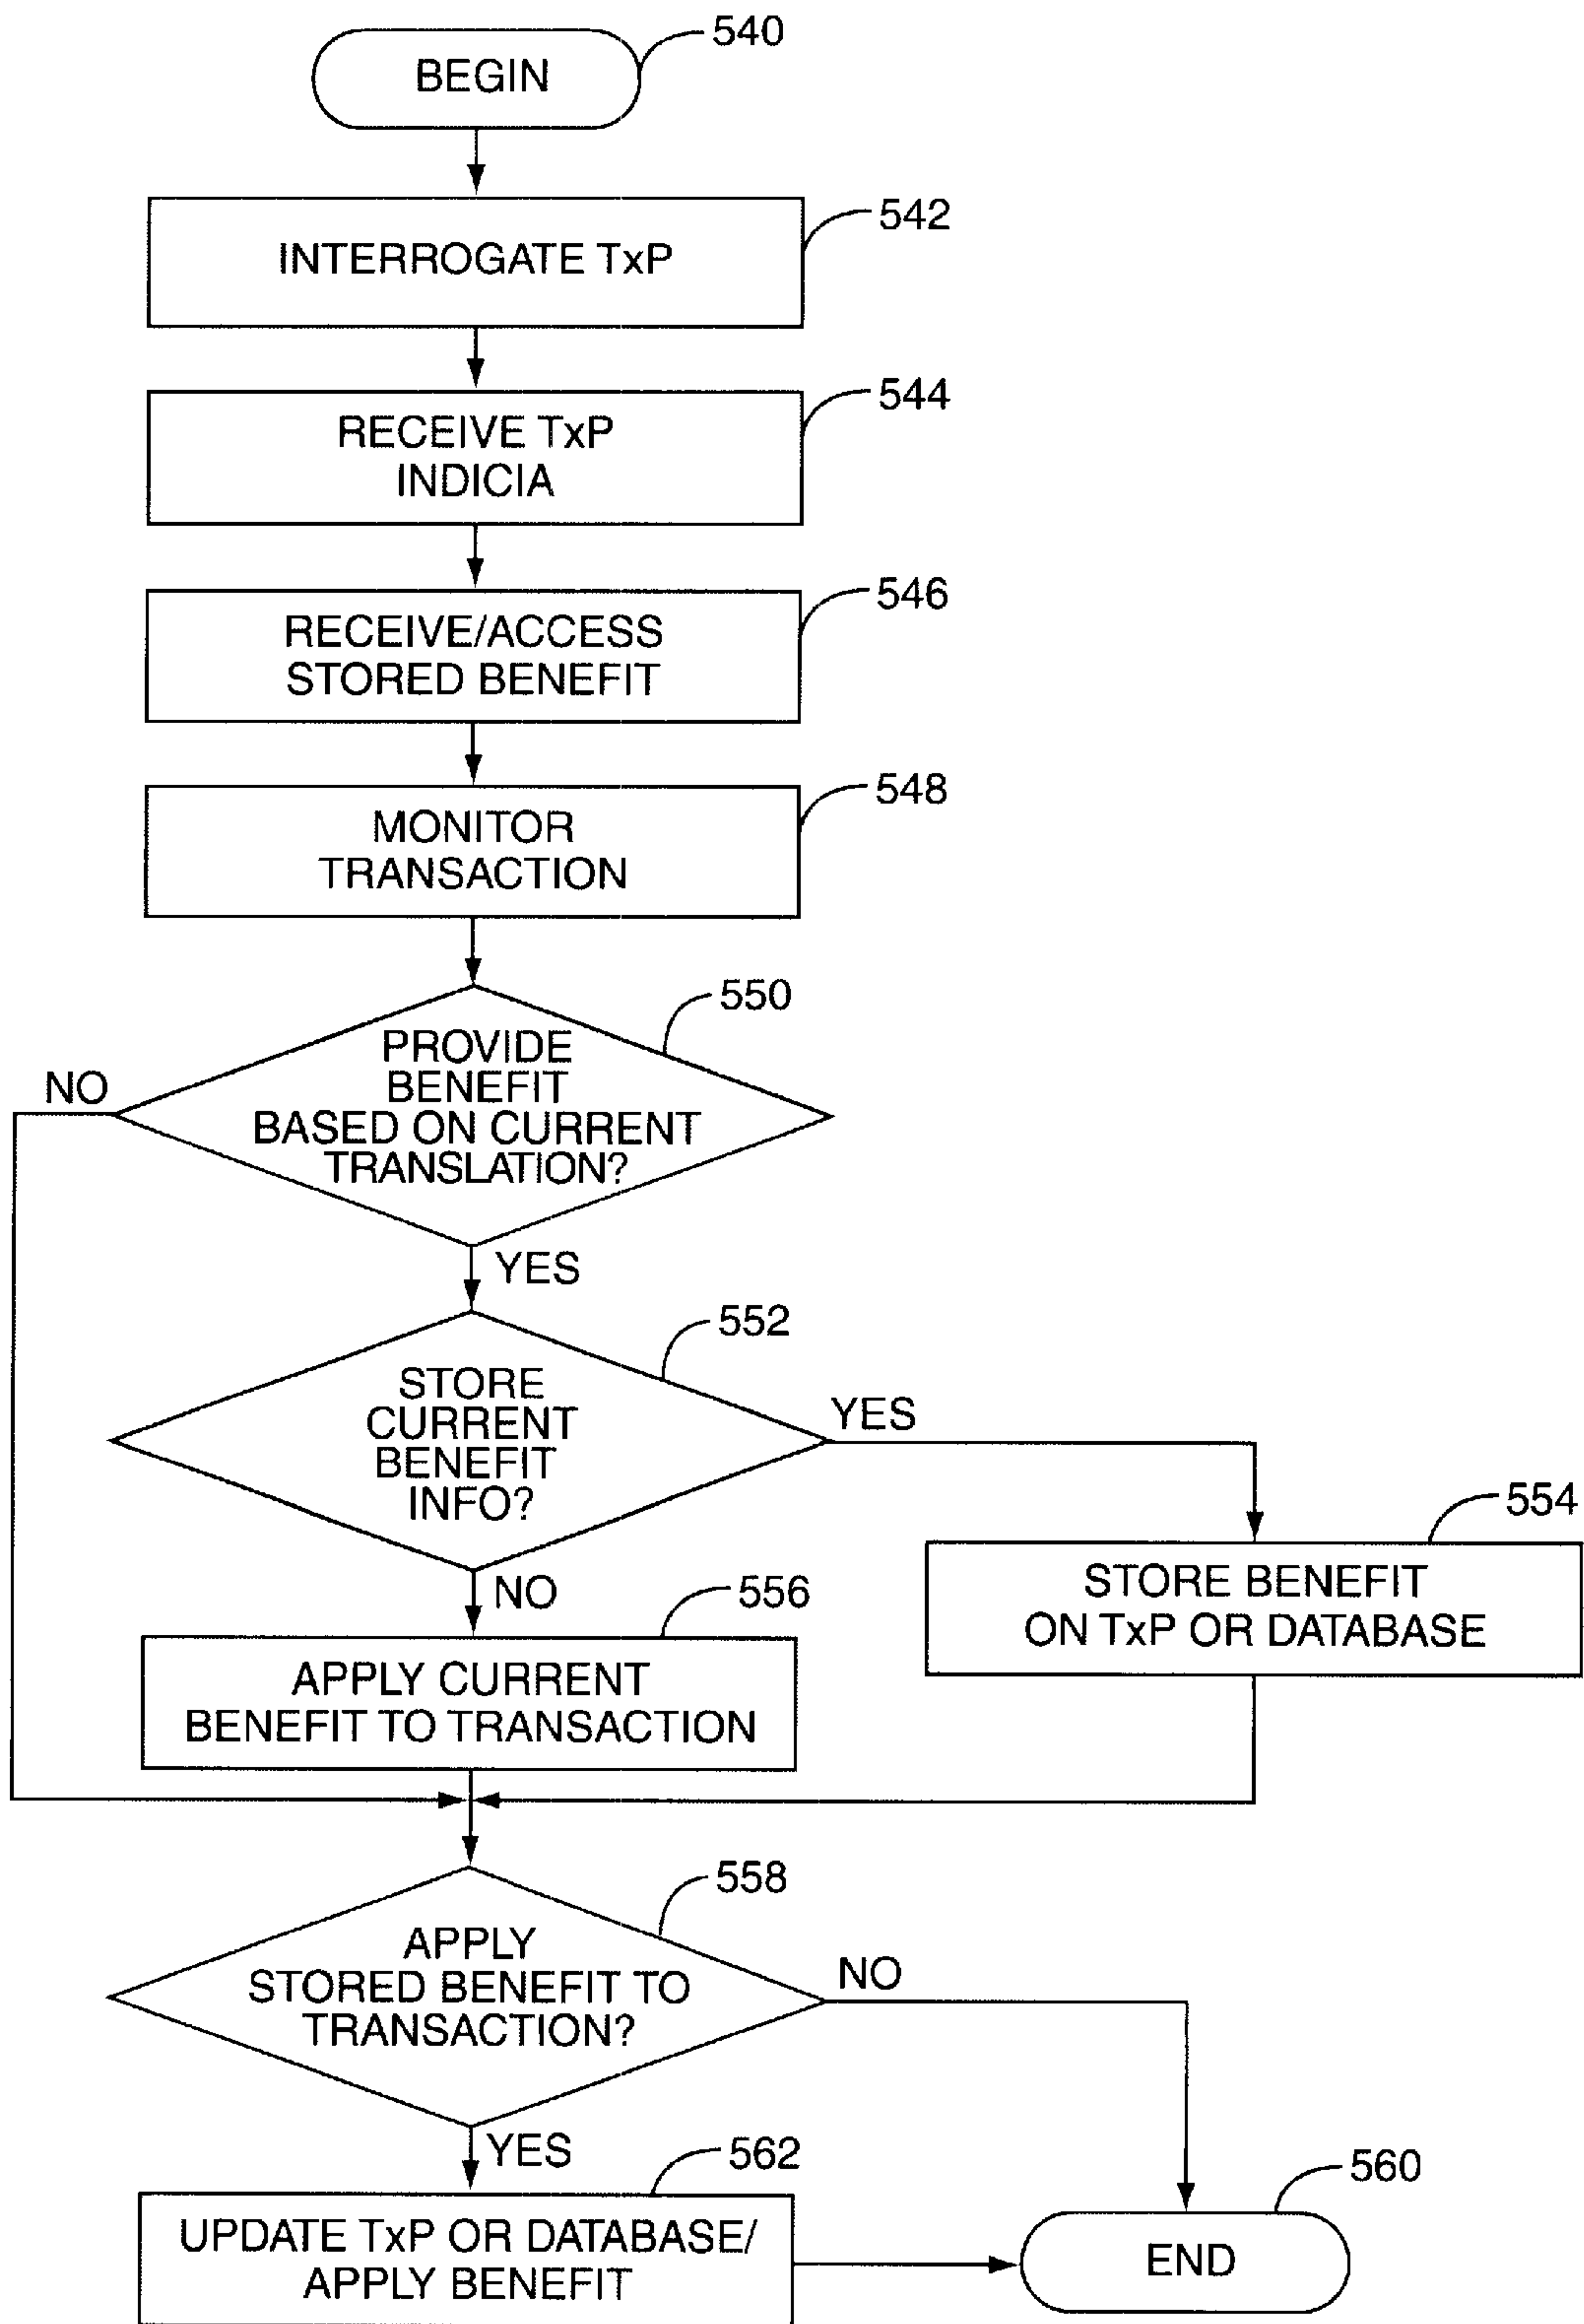 540
BEGIN
542
INTERROGATE TxP
544
RECEIVE TxP
INDICIA
546
RECEIVE/ACCESS
STORED BENEFIT
548
MONITOR
TRANSACTION
550
PROVIDE
BENEFIT
BASED ON CURRENT
TRANSLATION?
NO
YES
552
STORE
CURRENT
BENEFIT
INFO?
YES
554
STORE BENEFIT
ON TxP OR DATABASE
NO
556
APPLY CURRENT
BENEFIT TO TRANSACTION
558
APPLY
STORED BENEFIT TO
TRANSACTION?
NO
YES
562
UPDATE TxP OR DATABASE/
APPLY BENEFIT
560
END